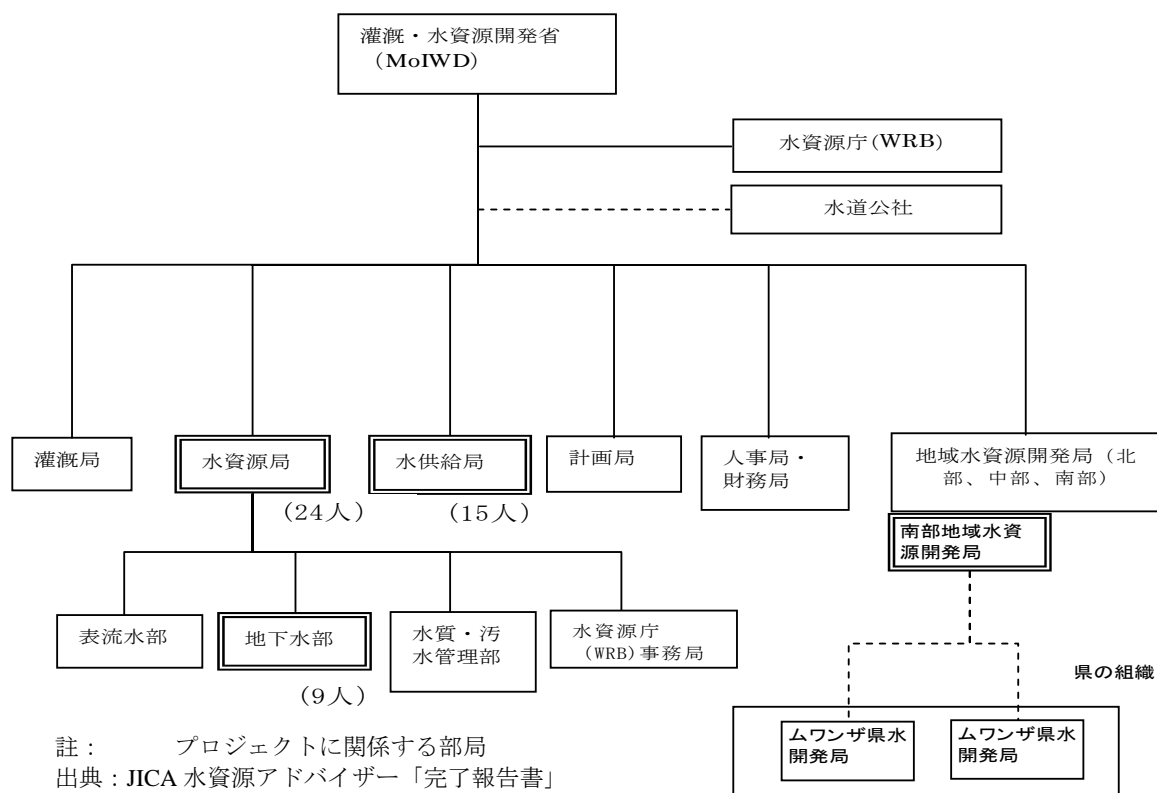 灌漑・水資源開発省
(MoIWD)
水資源庁(WRB)
水道公社
灌漑局
水資源局
水供給局
計画局
人事局・
財務局
地域水資源開発局（北
部、中部、南部）
(24人)
(15人)
南部地域水資
源開発局
表流水部
地下水部
水質・汚
水管理部
水資源庁
(WRB)事務局
(9人)
県の組織
ムワンザ県水
開発局
ムワンザ県水
開発局
註： プロジェクトに関係する部局
出典：JICA 水資源アドバイザー「完了報告書」